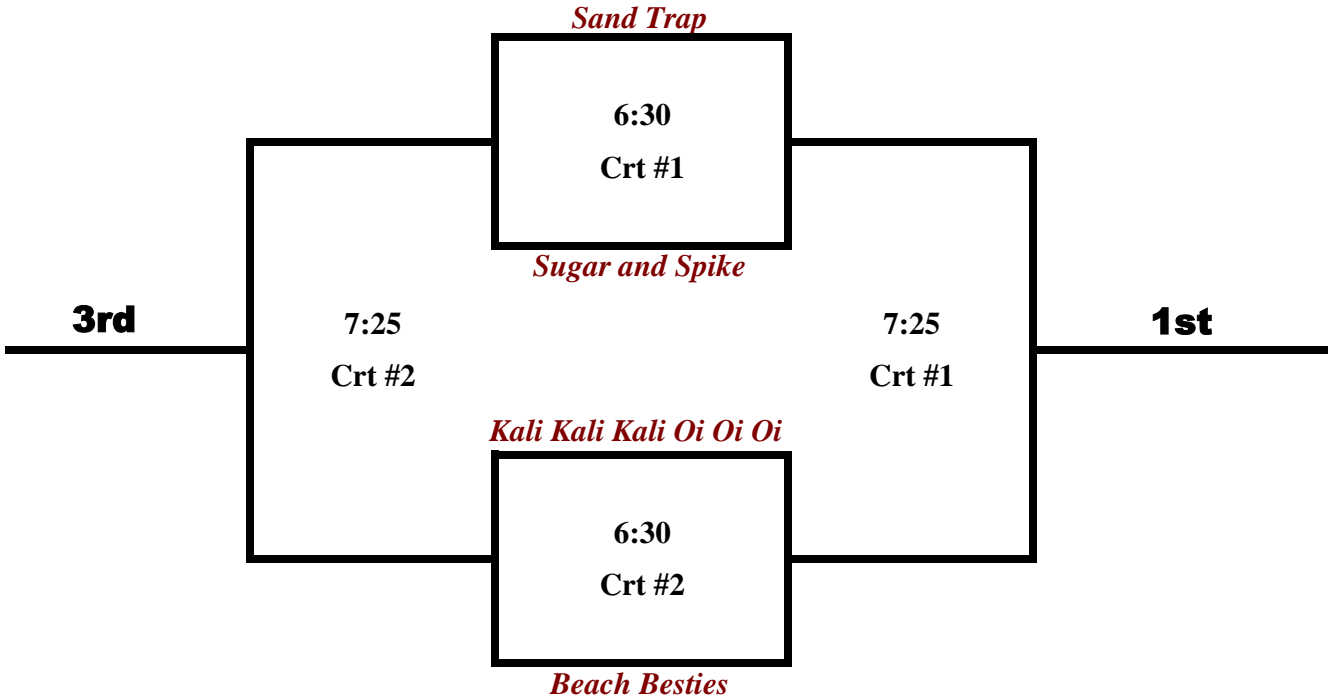 Sand Trap
6:30
Crt #1
Sugar and Spike
3rd
7:25
Crt #2
7:25
Crt #1
1st
Kali Kali Kali Oi Oi Oi
6:30
Crt #2
Beach Besties